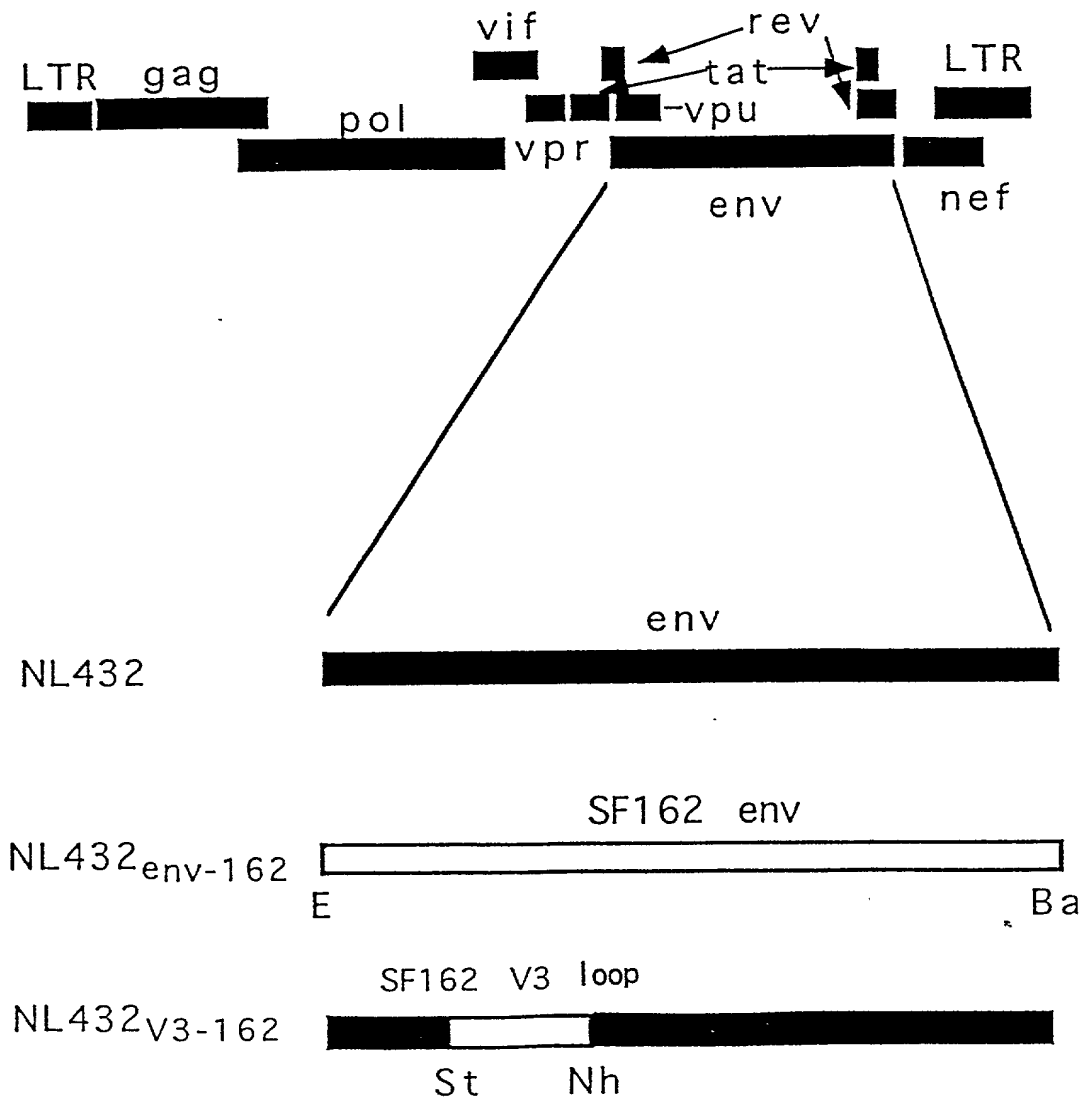 vif
rev
LTR
gag
tat
LTR
pol
-vpu
vpr
env
nef
env
NL432
SF162 env
NL432env-162
E
Ba
SF162 V3 loop
NL432V3-162
St
Nh